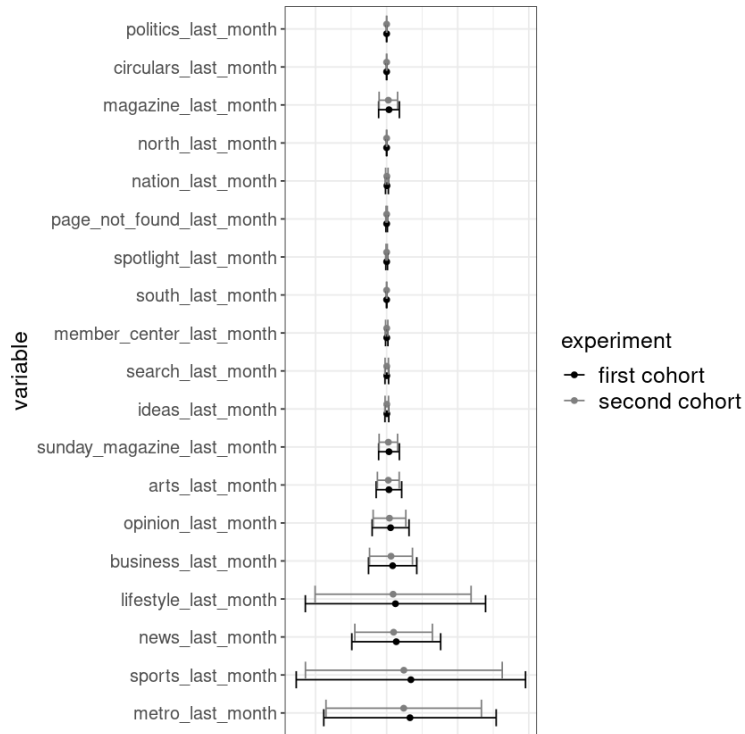 politics_last_month
circulars_last_month
magazine_last_month
north_last_month
nation_last_month
page_not_found_last_month
spotlight_last_month
south_last_month
member_center_last_month
search_last_month
ideas_last_month
sunday_magazine_last_month
arts_last_month
opinion_last_month
business_last_month
lifestyle_last_month
news_last_month
sports_last_month
metro_last_month
variable
experiment
first cohort
second cohort